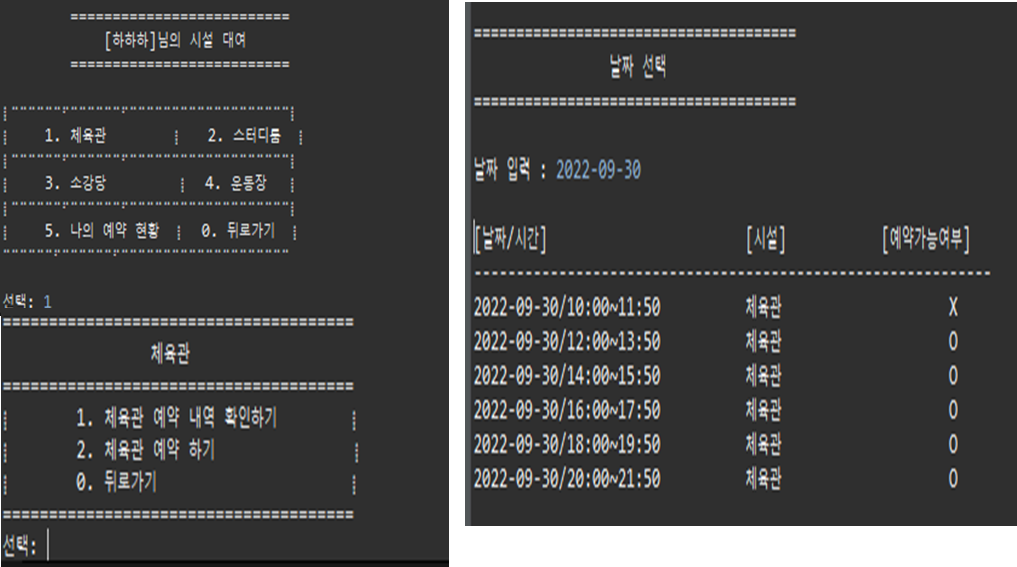 ==========================
[하하하]님의 시설 대여
==========================
1. 체육관 ¦ 2. 스터디룸 ¦
3. 소강당 ¦ 4. 운동장 ¦
5. 나의 예약 현황 ¦ 0. 뒤로가기 ¦
선택: 1
=====================================
체육관
=====================================
1. 체육관 예약 내역 확인하기
2. 체육관 예약 하기
0. 뒤로가기
=====================================
선택:
======================================
날짜 선택
======================================
날짜 입력 : 2022-09-30
[날짜/시간] [시설] [예약가능여부]
-------------------------------------------------------------
2022-09-30/10:00~11:50 체육관 X
2022-09-30/12:00~13:50 체육관 O
2022-09-30/14:00~15:50 체육관 O
2022-09-30/16:00~17:50 체육관 O
2022-09-30/18:00~19:50 체육관 O
2022-09-30/20:00~21:50 체육관 O